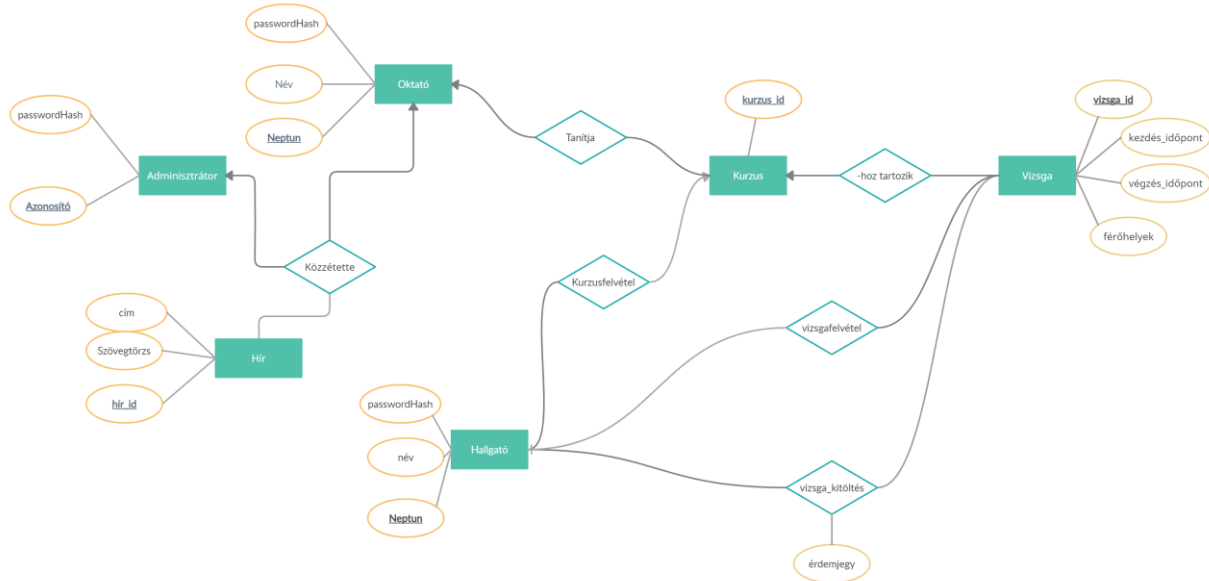 passwordHash
Név
Neptun
Oktató
passwordHash
Azonosító
Adminisztrátor
Közzétette
cím
Szövegtörzs
hír_id
Hír
Tanítja
kurzus_id
Kurzus
-hoz tartozik
vizsga_id
kezdés_időpont
végzés_időpont
férőhelyek
Vizsga
Kurzusfelvétel
vizsgafelvétel
passwordHash
név
Neptun
Hallgató
vizsga_kitöltés
érdemjegy